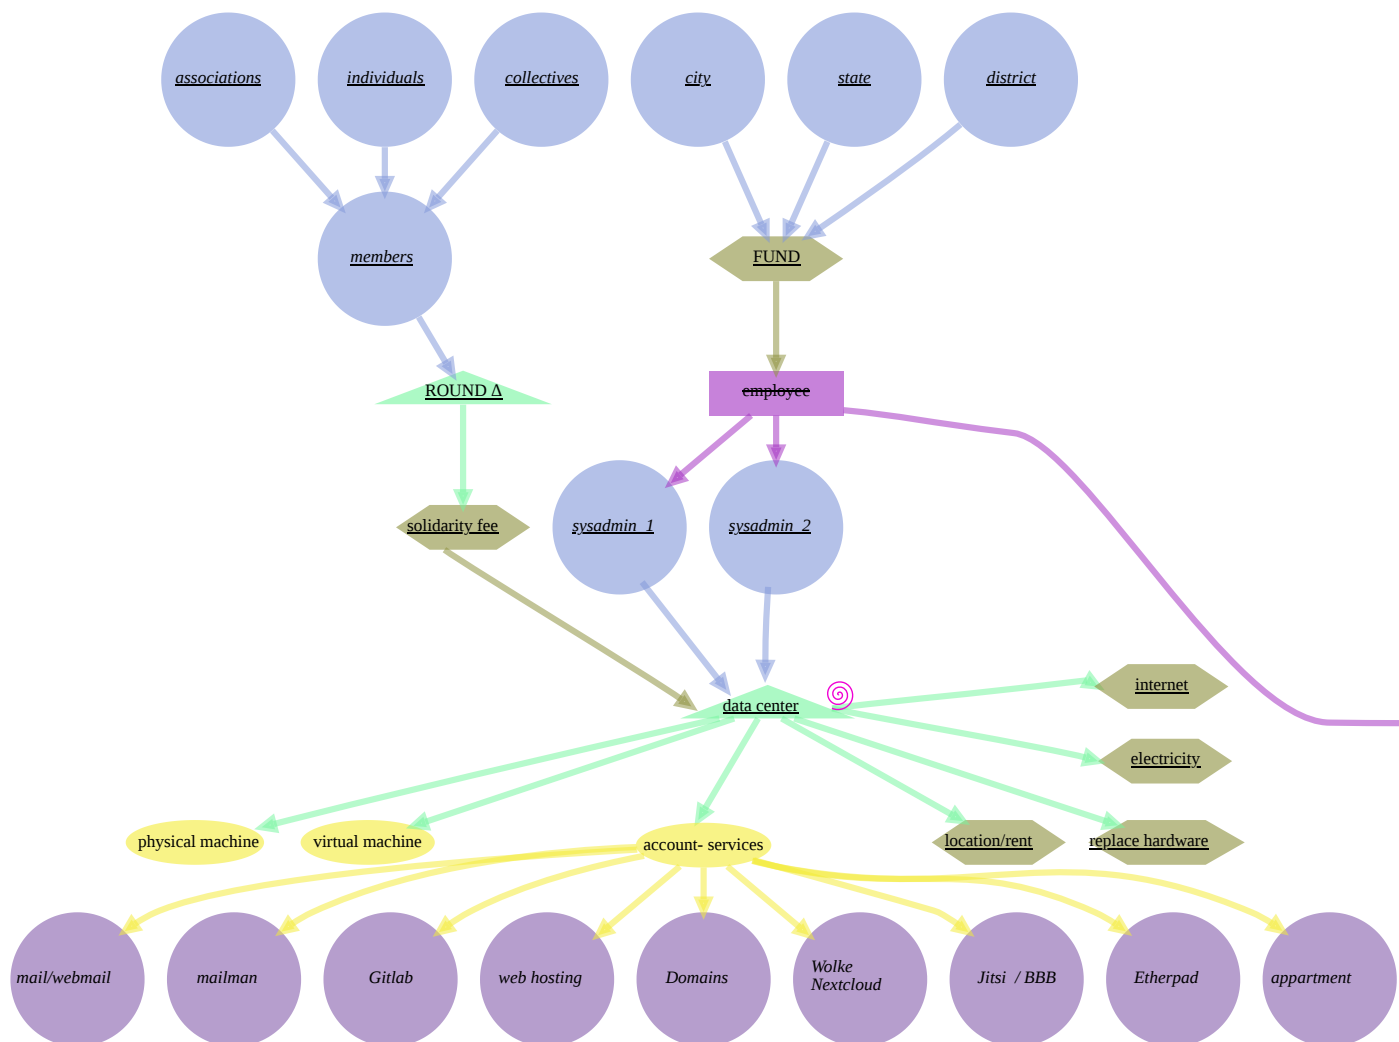 associations
individuals
collectives
city
state
district
members
FUND
ROUND Δ
employee
solidarity fee
sysadmin_1
sysadmin_2
data center
internet
electricity
physical machine
virtual machine
account- services
location/rent
replace hardware
mail/webmail
mailman
Gitlab
web hosting
Domains
Wolke
Nextcloud
Jitsi / BBB
Etherpad
appartment